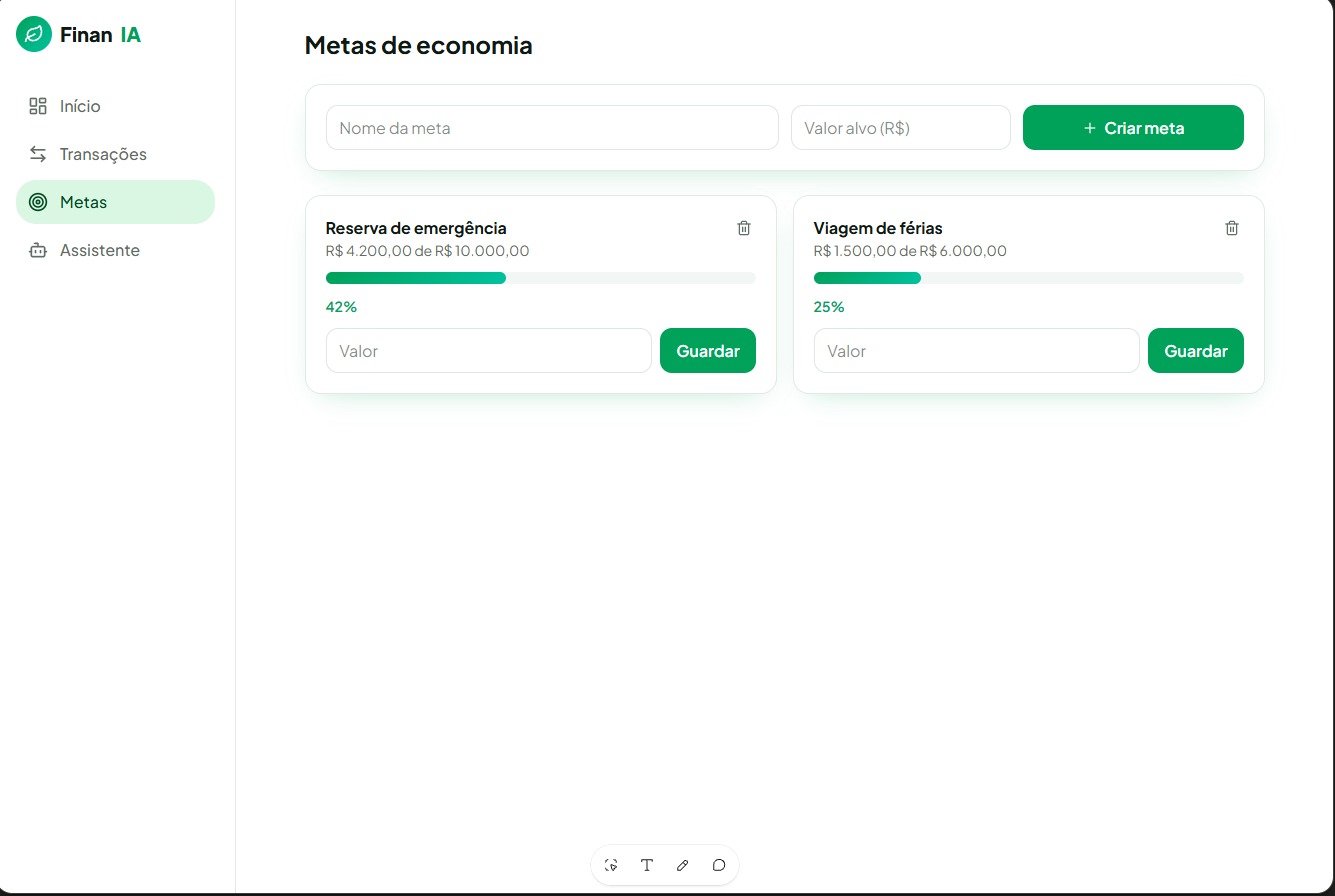 Finan IA
Início
Transações
Metas
Assistente
Metas de economia
Nome da meta
Valor alvo (R$)
+ Criar meta
Reserva de emergência
R$ 4.200,00 de R$ 10.000,00
42%
Valor
Guardar
Viagem de férias
R$ 1.500,00 de R$ 6.000,00
25%
Valor
Guardar